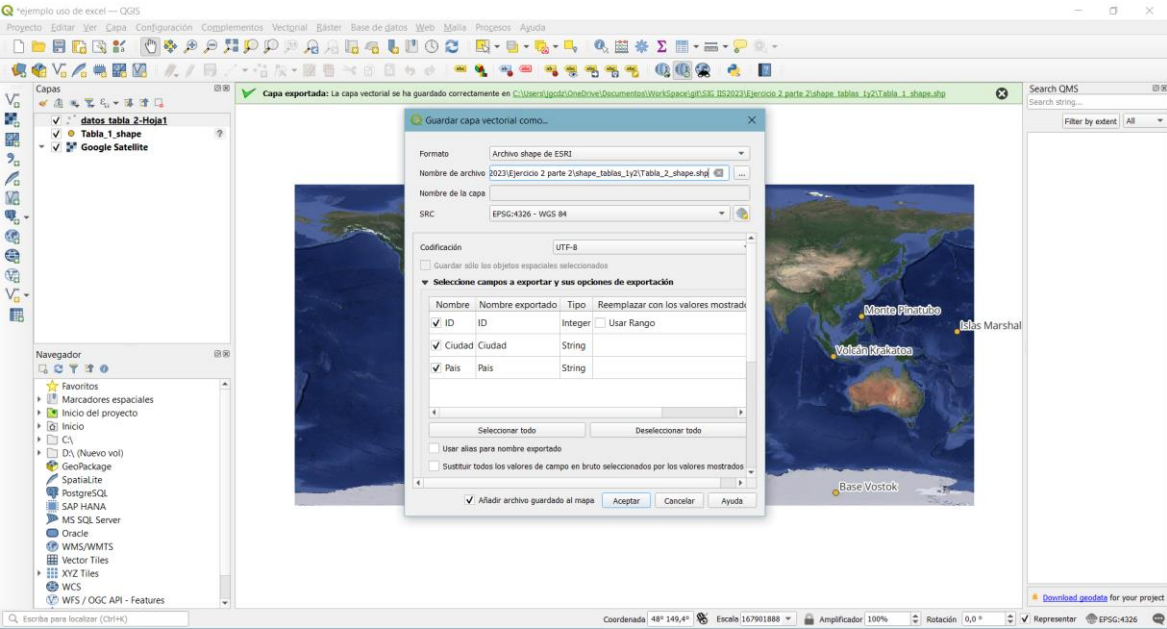 *ejemplo uso de excel — QGIS
Proyecto Editar Ver Capa Configuración Complementos Vectorial Ráster Base de datos Web Malla Procesos Ayuda
Capas
datos tabla 2-Hoja1
Tabla_1_shape
Google Satellite
Capa exportada: La capa vectorial se ha guardado correctamente en C:\Users\jgcdz\OneDrive\Documentos\WorkSpace\git\SIG_IIS2023\Ejercicio 2 parte 2\shape_tablas_1y2\Tabla_1_shape.shp
Search QMS
Search string...
Filter by extent All
Guardar capa vectorial como...
Formato Archivo shape de ESRI
Nombre de archivo 2023\Ejercicio 2 parte 2\shape_tablas_1y2\Tabla_2_shape.shp ...
Nombre de la capa
SRC EPSG:4326 - WGS 84
Codificación UTF-8
Guardar sólo los objetos espaciales seleccionados
Seleccione campos a exportar y sus opciones de exportación
Nombre Nombre exportado Tipo Reemplazar con los valores mostrado
ID ID Integer Usar Rango
Ciudad Ciudad String
Pais Pais String
Seleccionar todo Deseleccionar todo
Usar alias para nombre exportado
Sustituir todos los valores de campo en bruto seleccionados por los valores mostrados
Añadir archivo guardado al mapa Aceptar Cancelar Ayuda
Monte Pinatubo
Islas Marshal
Volcán Krakatoa
Base Vostok
Navegador
Favoritos
Marcadores espaciales
Inicio del proyecto
Inicio
C:\
D:\ (Nuevo vol)
GeoPackage
SpatiaLite
PostgreSQL
SAP HANA
MS SQL Server
Oracle
WMS/WMTS
Vector Tiles
XYZ Tiles
WCS
WFS / OGC API - Features
Download geodata for your project
Escriba para localizar (Ctrl+K) Coordenada 48° 149,4° Escala 167901888 Amplificador 100% Rotación 0,0 ° Representar EPSG:4326